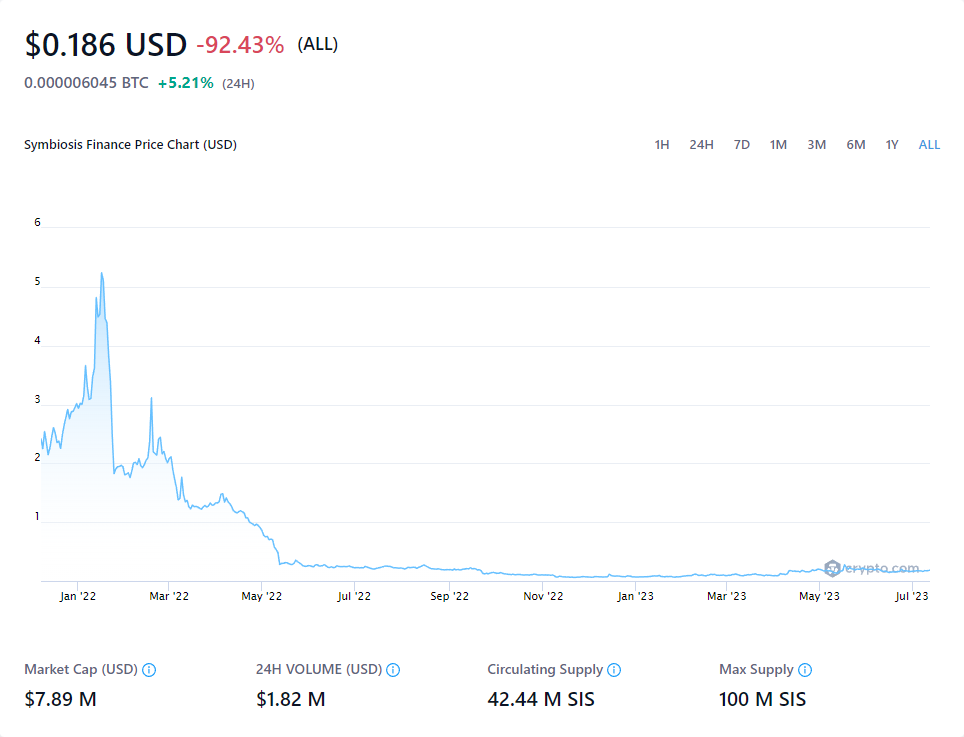 $0.186 USD -92.43% (ALL)
0.000006045 BTC +5.21% (24H)
Symbiosis Finance Price Chart (USD) 1H 24H 7D 1M 3M 6M 1Y ALL
6
5
4
3
2
1
crypto.com
Jan '22 Mar '22 May '22 Jul '22 Sep '22 Nov '22 Jan '23 Mar '23 May '23 Jul '23
Market Cap (USD) 24H VOLUME (USD) Circulating Supply Max Supply
$7.89 M $1.82 M 42.44 M SIS 100 M SIS